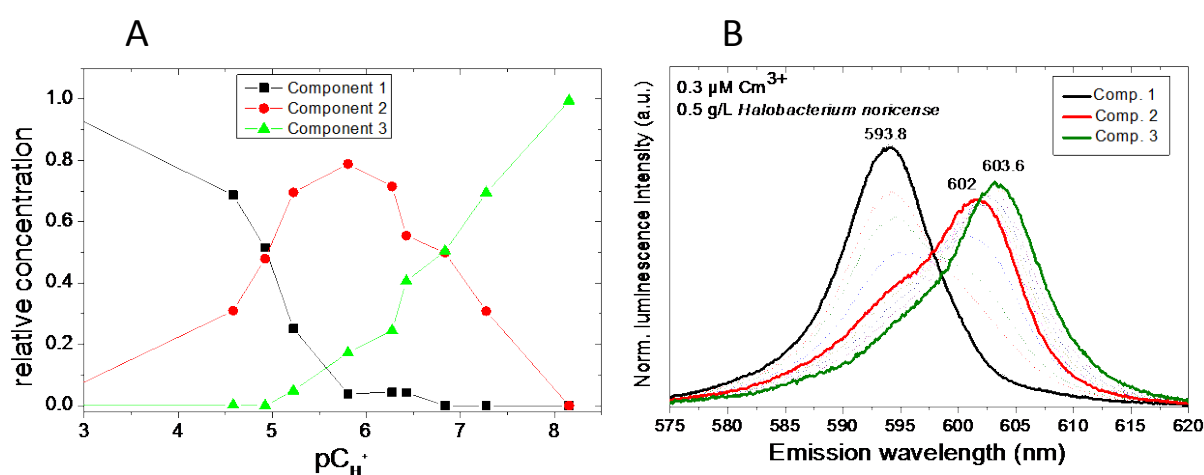 A
B
Component 1
Component 2
Component 3
1.0
0.8
0.6
0.4
0.2
0.0
relative concentration
3 4 5 6 7 8
pC_H^+
0.3 µM Cm³⁺
0.5 g/L Halobacterium noricense
Comp. 1
Comp. 2
Comp. 3
593.8
602
603.6
Norm. luminescence Intensity (a.u.)
575 580 585 590 595 600 605 610 615 620
Emission wavelength (nm)